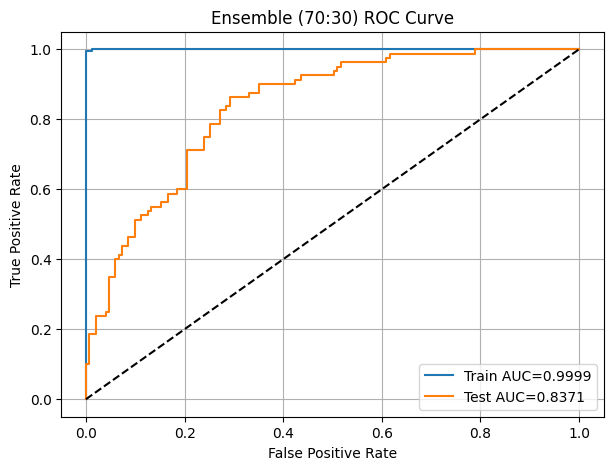 Ensemble (70:30) ROC Curve
True Positive Rate
1.0
0.8
0.6
0.4
0.2
0.0
0.0 0.2 0.4 0.6 0.8 1.0
False Positive Rate
Train AUC=0.9999
Test AUC=0.8371